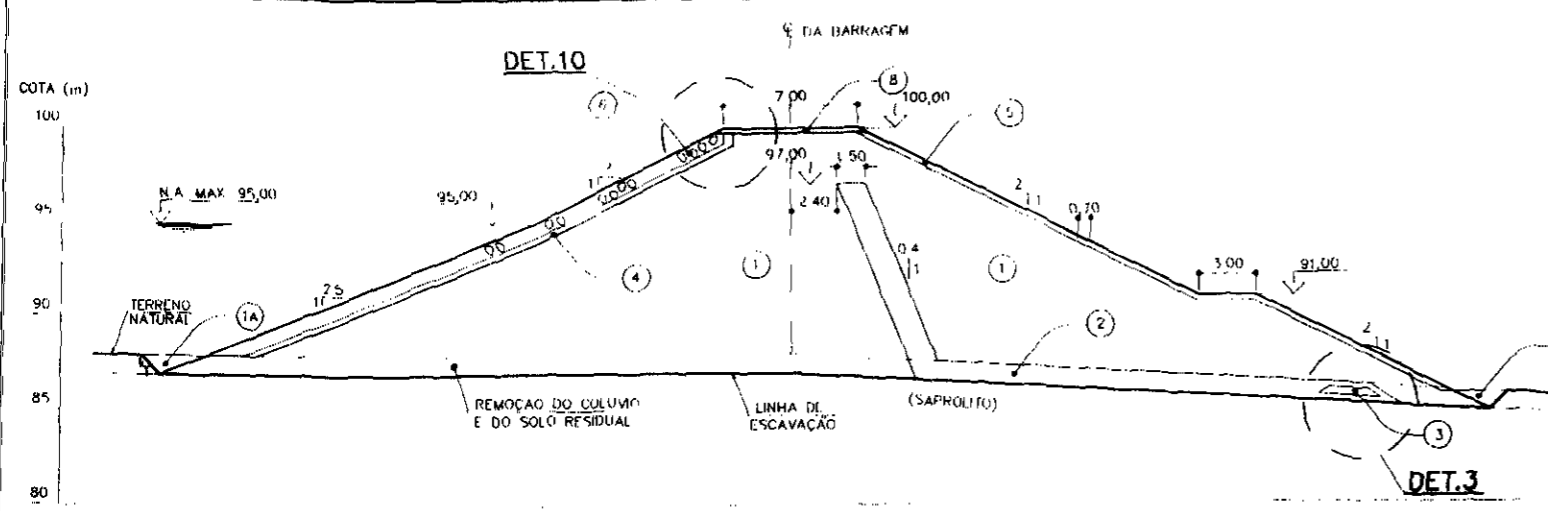 ℄ DA BARRAGEM
DET.10
COTA (m)
6
7.00
8
100,00
5
100
97,00
1.50
N.A. MAX 95,00
95,00
2
1
2
1
0,70
95
2.40
4
1
0.4
1
1
3.00
91,00
2.5
1
90
TERRENO
NATURAL
1A
2
2
1
85
REMOÇÃO DO COLUVIO
E DO SOLO RESIDUAL
LINHA DE
ESCAVAÇÃO
(SAPROLITO)
3
DET.3
80